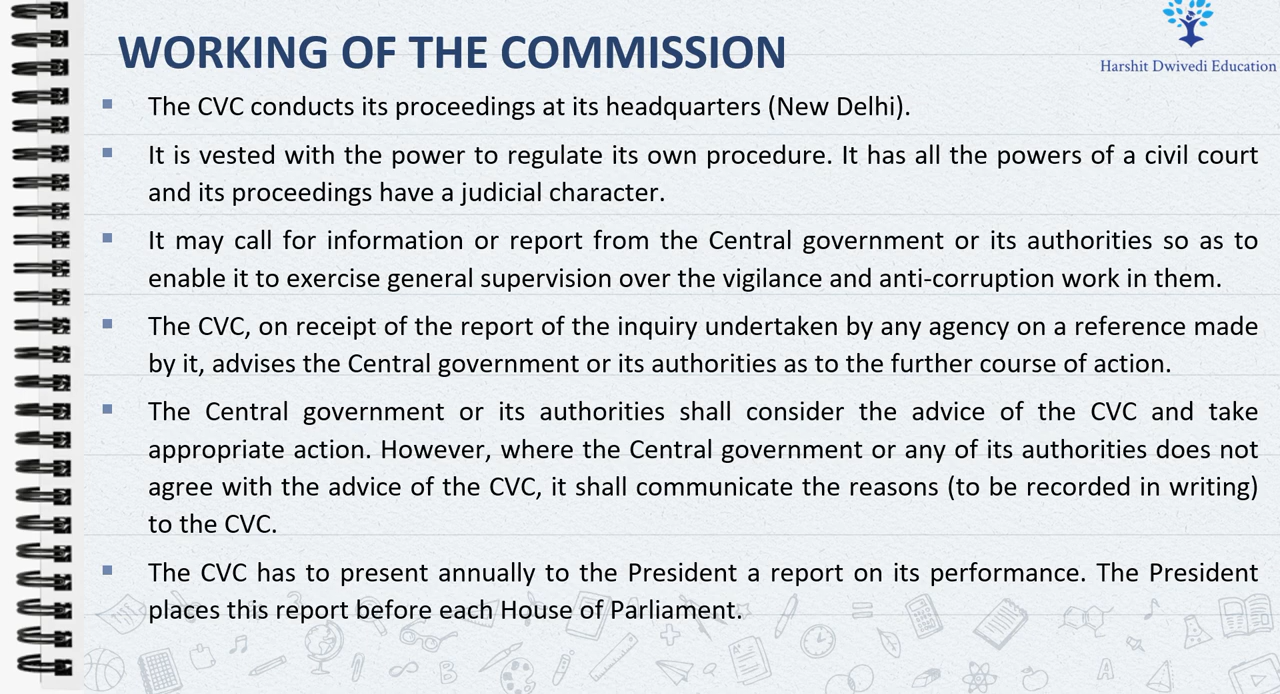 Harshit Dwivedi Education
WORKING OF THE COMMISSION
▪ The CVC conducts its proceedings at its headquarters (New Delhi).
▪ It is vested with the power to regulate its own procedure. It has all the powers of a civil court
and its proceedings have a judicial character.
▪ It may call for information or report from the Central government or its authorities so as to
enable it to exercise general supervision over the vigilance and anti-corruption work in them.
▪ The CVC, on receipt of the report of the inquiry undertaken by any agency on a reference made
by it, advises the Central government or its authorities as to the further course of action.
▪ The Central government or its authorities shall consider the advice of the CVC and take
appropriate action. However, where the Central government or any of its authorities does not
agree with the advice of the CVC, it shall communicate the reasons (to be recorded in writing)
to the CVC.
▪ The CVC has to present annually to the President a report on its performance. The President
places this report before each House of Parliament.